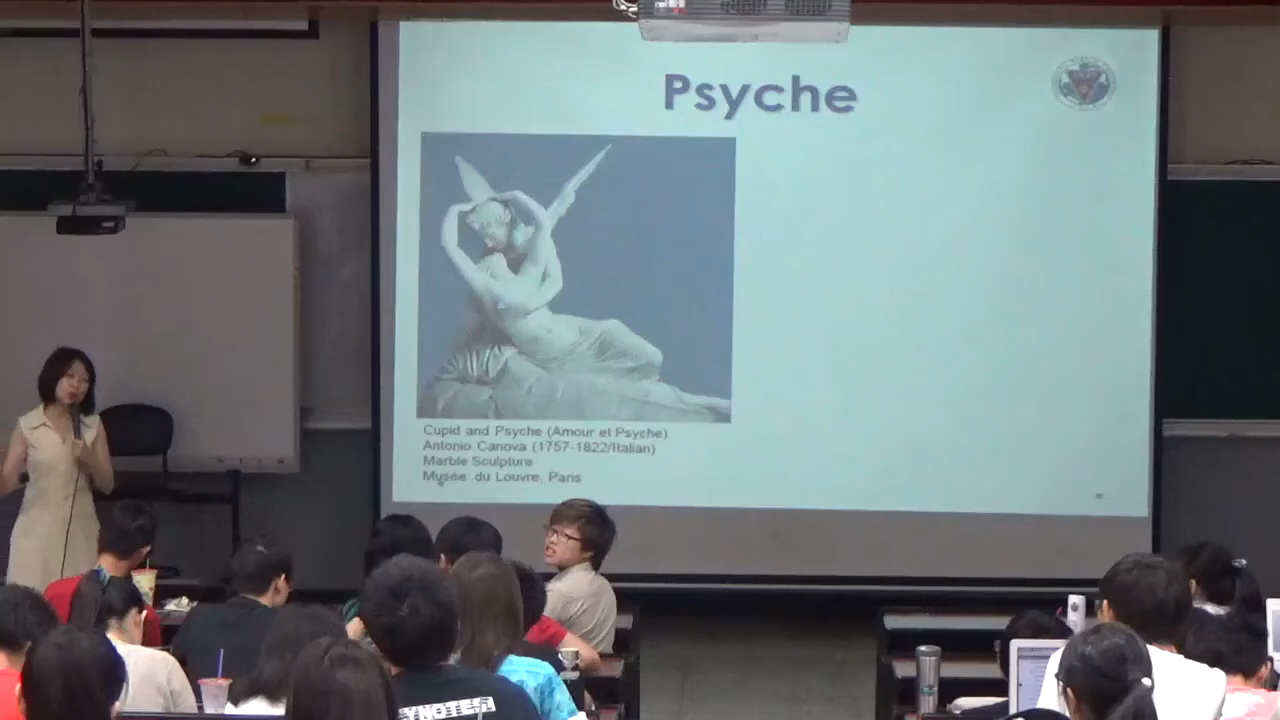 Psyche
Cupid and Psyche (Amour et Psyche)
Antonio Canova (1757-1822/Italian)
Marble Sculpture
Musée du Louvre, Paris